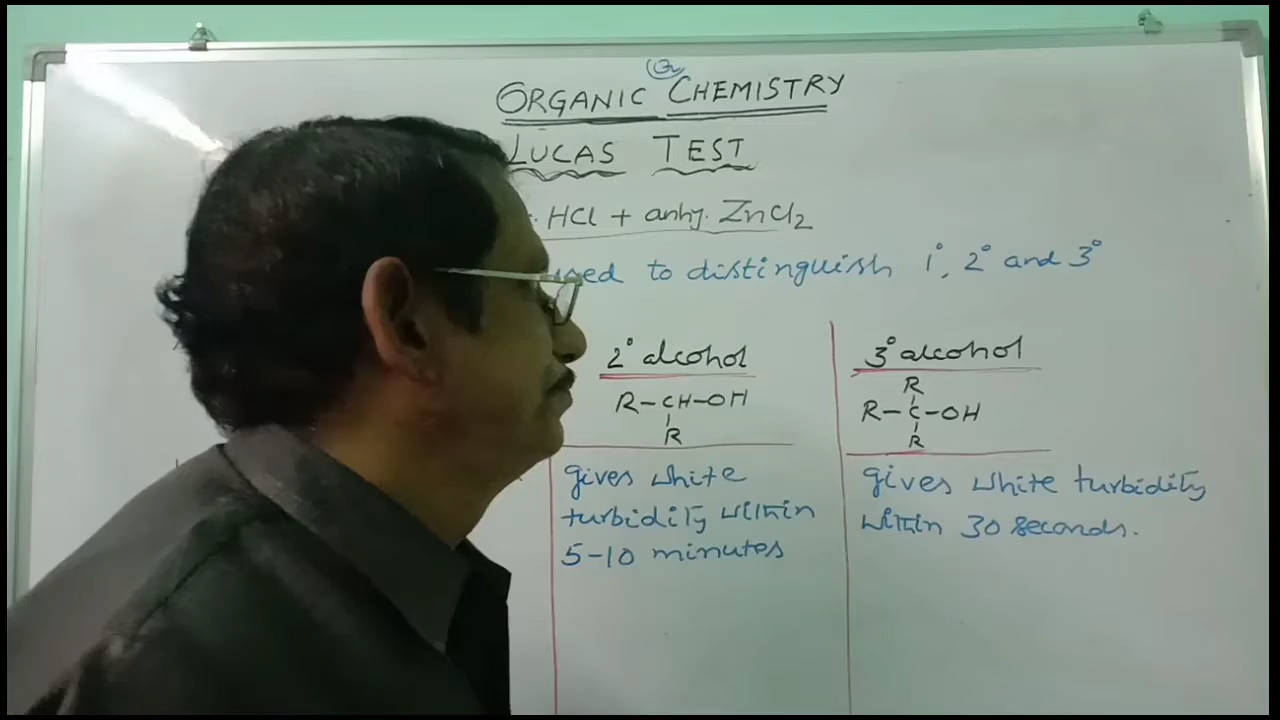 ORGANIC CHEMISTRY
LUCAS TEST
HCl + anhy. ZnCl2
used to distinguish 1°, 2° and 3°
2° alcohol
R-CH-OH
R
gives white
turbidity within
5-10 minutes
3° alcohol
R
R-C-OH
R
gives white turbidity
within 30 seconds.